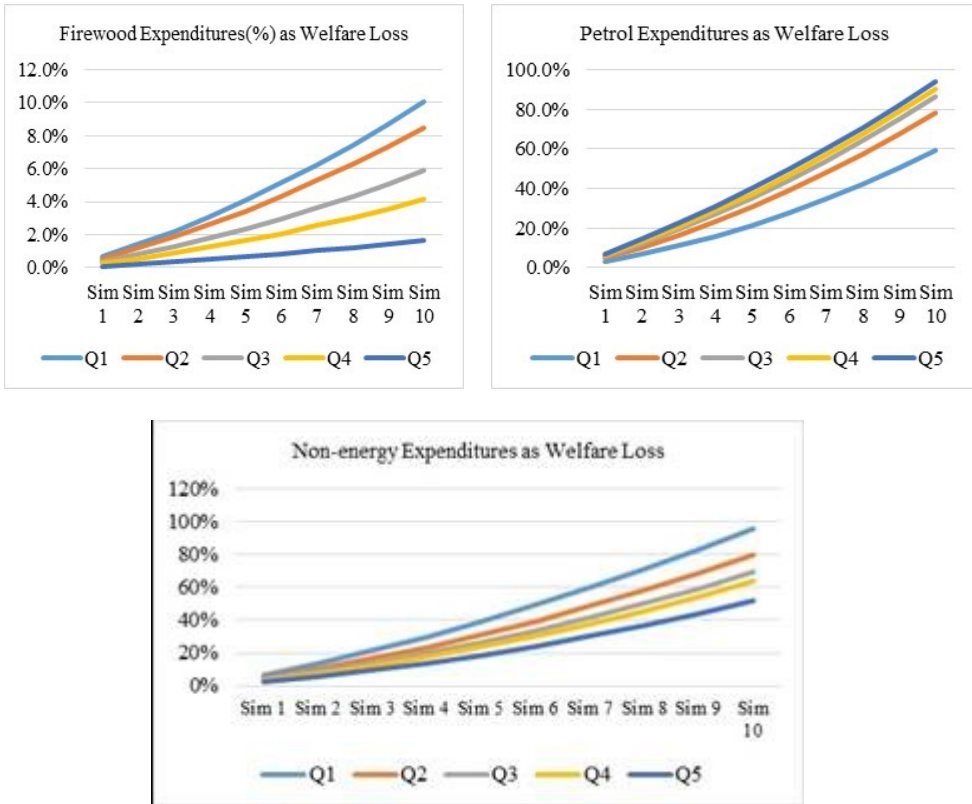 Firewood Expenditures(%) as Welfare Loss
12.0%
10.0%
8.0%
6.0%
4.0%
2.0%
0.0%
Sim Sim Sim Sim Sim Sim Sim Sim Sim Sim
1 2 3 4 5 6 7 8 9 10
Q1 Q2 Q3 Q4 Q5
Petrol Expenditures as Welfare Loss
100.0%
80.0%
60.0%
40.0%
20.0%
0.0%
Sim Sim Sim Sim Sim Sim Sim Sim Sim Sim
1 2 3 4 5 6 7 8 9 10
Q1 Q2 Q3 Q4 Q5
Non-energy Expenditures as Welfare Loss
120%
100%
80%
60%
40%
20%
0%
Sim 1 Sim 2 Sim 3 Sim 4 Sim 5 Sim 6 Sim 7 Sim 8 Sim 9 Sim
10
Q1 Q2 Q3 Q4 Q5